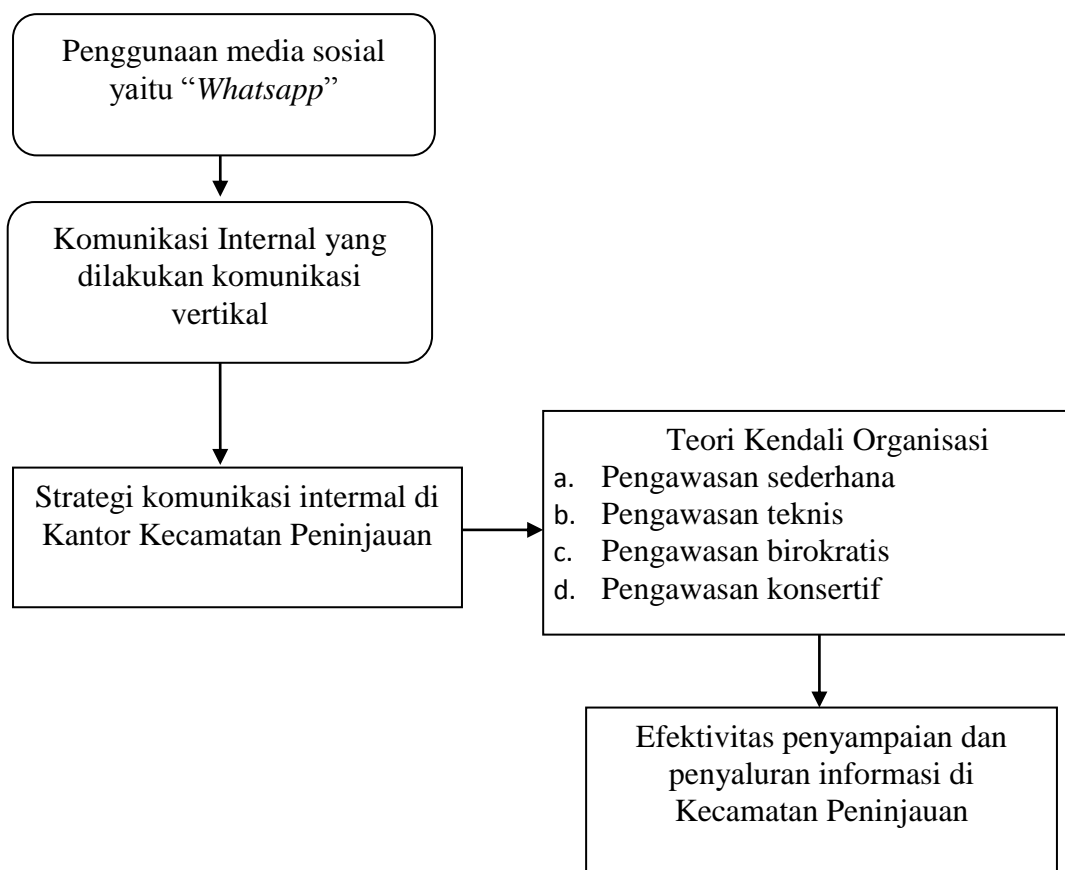 Penggunaan media sosial
yaitu “Whatsapp”
Komunikasi Internal yang
dilakukan komunikasi
vertikal
Strategi komunikasi intermal di
Kantor Kecamatan Peninjauan
Teori Kendali Organisasi
a. Pengawasan sederhana
b. Pengawasan teknis
c. Pengawasan birokratis
d. Pengawasan konsertif
Efektivitas penyampaian dan
penyaluran informasi di
Kecamatan Peninjauan